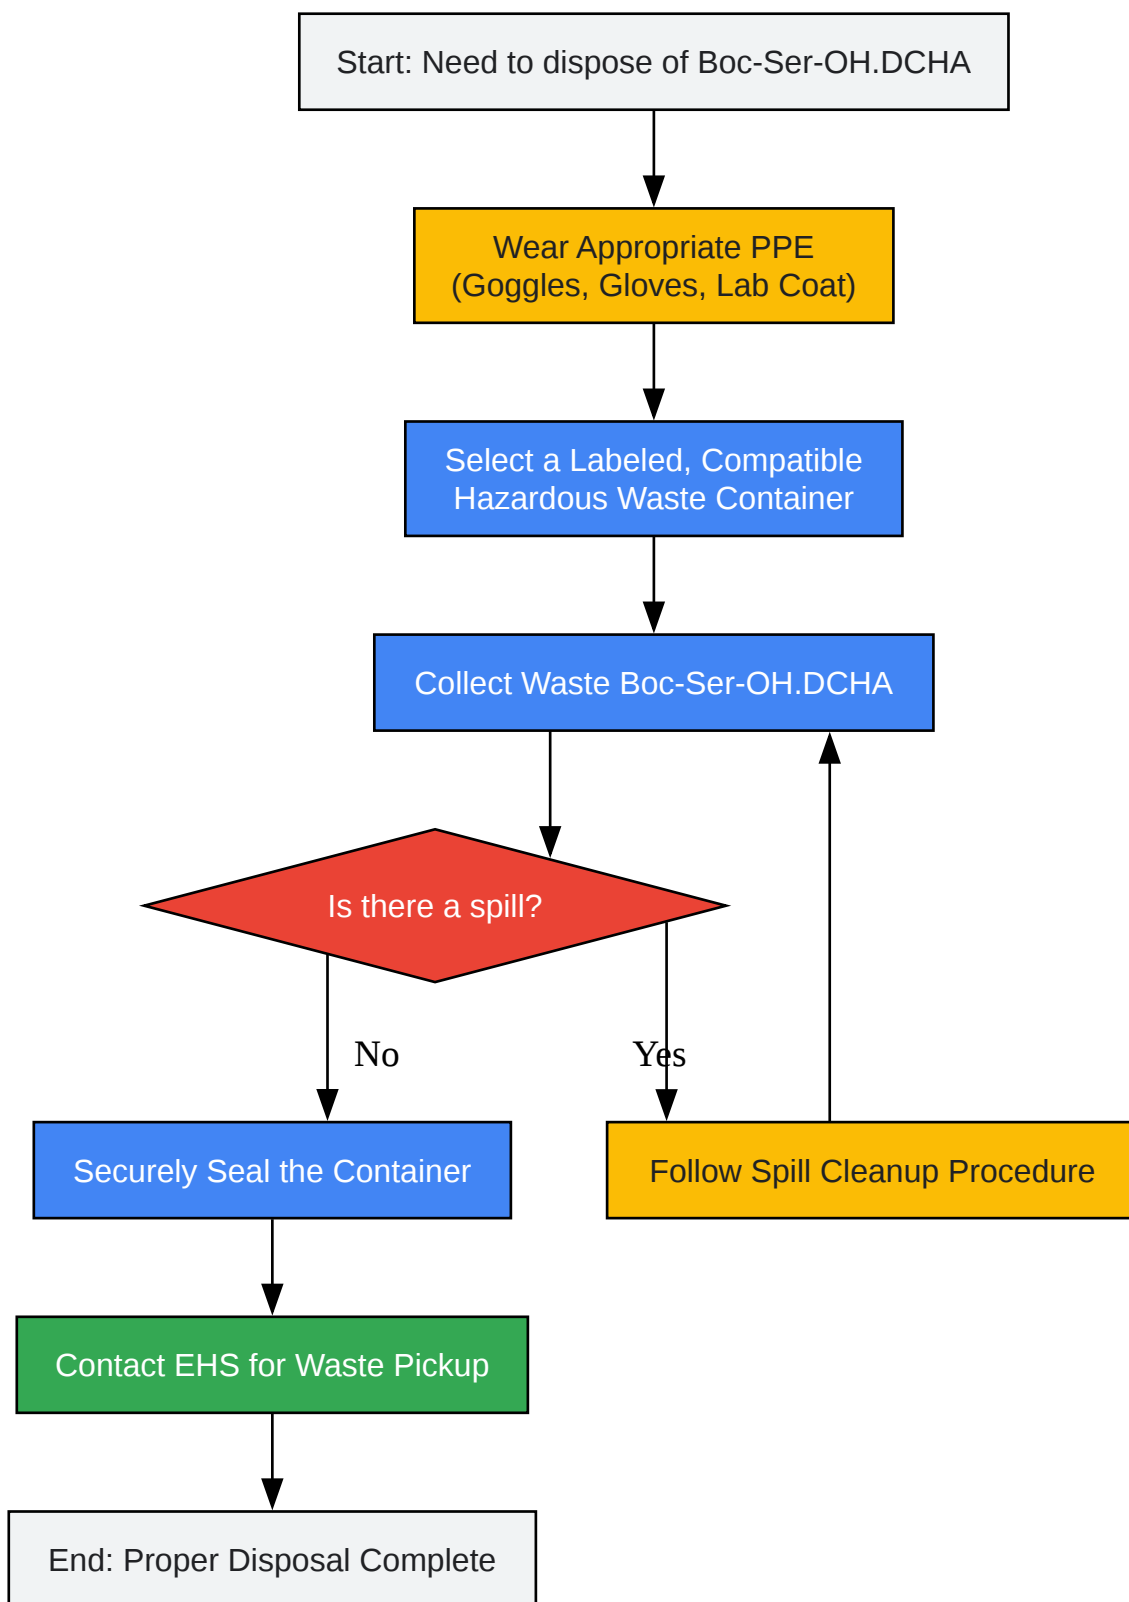 Start: Need to dispose of Boc-Ser-OH.DCHA
Wear Appropriate PPE
(Goggles, Gloves, Lab Coat)
Select a Labeled, Compatible
Hazardous Waste Container
Collect Waste Boc-Ser-OH.DCHA
Is there a spill?
No
Yes
Securely Seal the Container
Follow Spill Cleanup Procedure
Contact EHS for Waste Pickup
End: Proper Disposal Complete